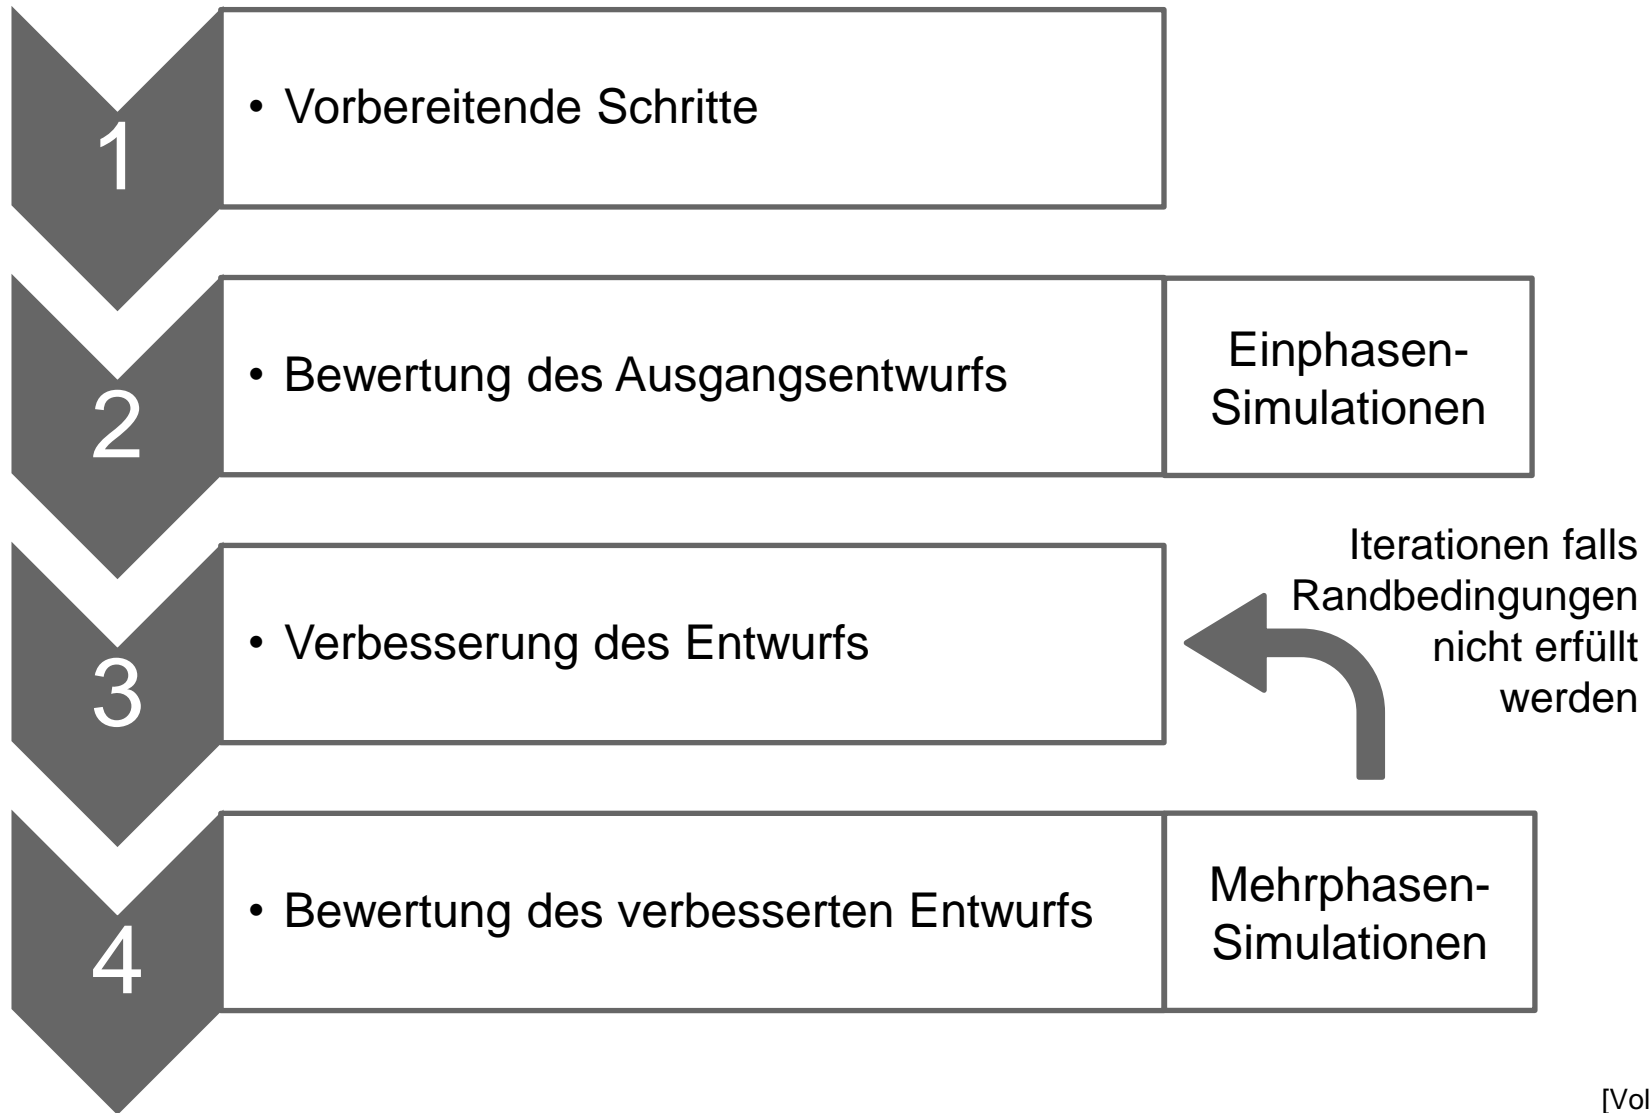 1
• Vorbereitende Schritte
2
• Bewertung des Ausgangsentwurfs
Einphasen-
Simulationen
3
• Verbesserung des Entwurfs
Iterationen falls
Randbedingungen
nicht erfüllt
werden
4
• Bewertung des verbesserten Entwurfs
Mehrphasen-
Simulationen
[Vol